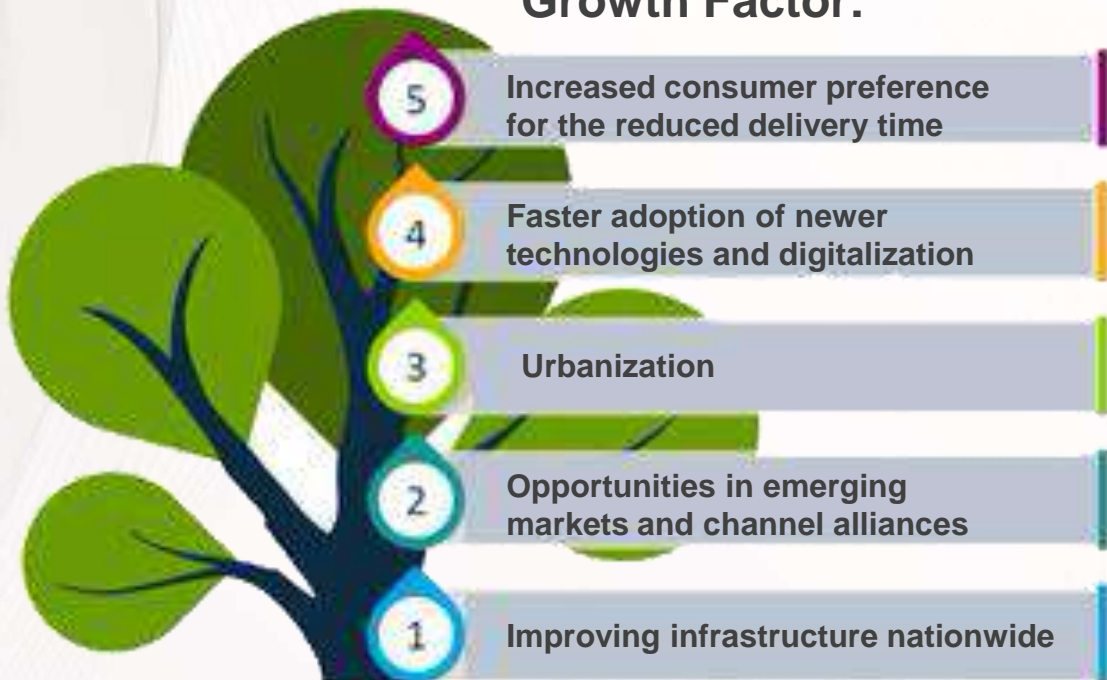 Growth Factor:
5
Increased consumer preference
for the reduced delivery time
4
Faster adoption of newer
technologies and digitalization
3
Urbanization
2
Opportunities in emerging
markets and channel alliances
1
Improving infrastructure nationwide